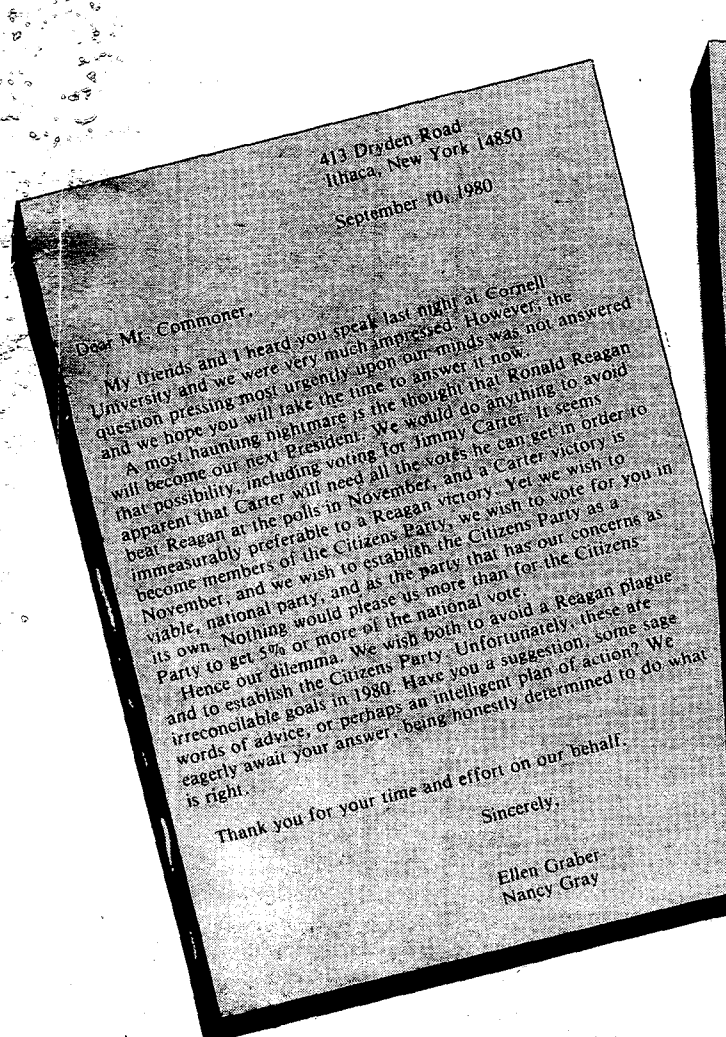 413 Dryden Road
Ithaca, New York 14850
September 10, 1980
Dear Mr. Commoner,
My friends and I heard you speak last night at Cornell
University and we were very much impressed. However, the
question pressing most urgently upon our minds was not answered
and we hope you will take the time to answer it now.
A most haunting nightmare is the thought that Ronald Reagan
will become our next President. We would do anything to avoid
that possibility, including voting for Jimmy Carter. It seems
apparent that Carter will need all the votes he can get in order to
beat Reagan at the polls in November, and a Carter victory is
immeasurably preferable to a Reagan victory. Yet we wish to
become members of the Citizens Party, we wish to vote for you in
November, and we wish to establish the Citizens Party as a
viable, national party, and as the party that has our concerns as
its own. Nothing would please us more than for the Citizens
Party to get 5% or more of the national vote.
Hence our dilemma. We wish both to avoid a Reagan plague
and to establish the Citizens Party. Unfortunately, these are
irreconcilable goals in 1980. Have you a suggestion, some sage
words of advice, or perhaps an intelligent plan of action? We
eagerly await your answer, being honestly determined to do what
is right.
Thank you for your time and effort on our behalf.
Sincerely,
Ellen Graber
Nancy Gray